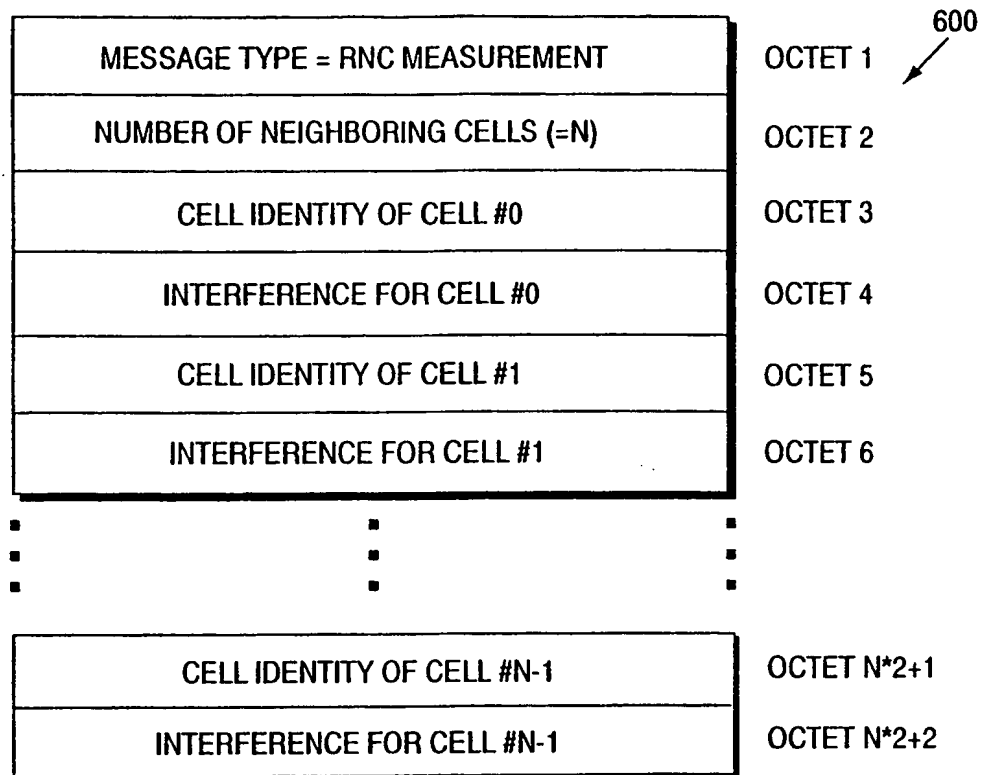 600
MESSAGE TYPE = RNC MEASUREMENT OCTET 1
NUMBER OF NEIGHBORING CELLS (=N) OCTET 2
CELL IDENTITY OF CELL #0 OCTET 3
INTERFERENCE FOR CELL #0 OCTET 4
CELL IDENTITY OF CELL #1 OCTET 5
INTERFERENCE FOR CELL #1 OCTET 6
CELL IDENTITY OF CELL #N-1 OCTET N*2+1
INTERFERENCE FOR CELL #N-1 OCTET N*2+2